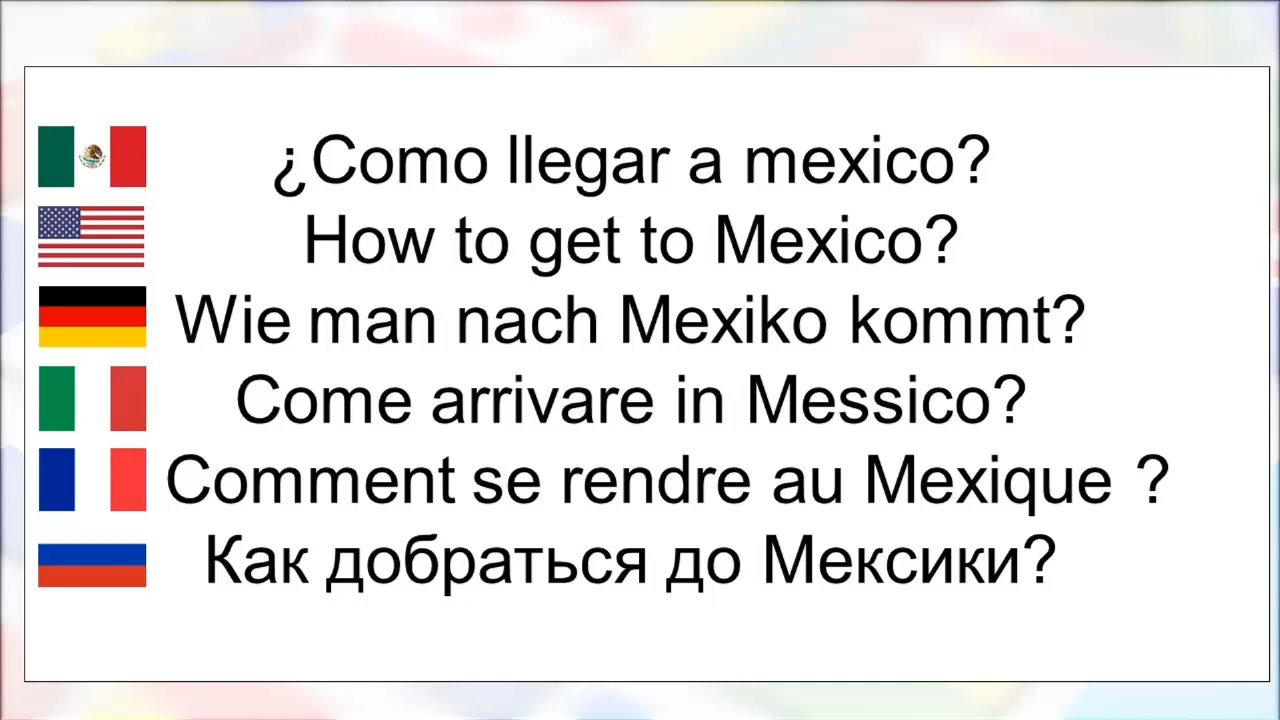 ¿Como llegar a mexico?
How to get to Mexico?
Wie man nach Mexiko kommt?
Come arrivare in Messico?
Comment se rendre au Mexique ?
Как добраться до Мексики?